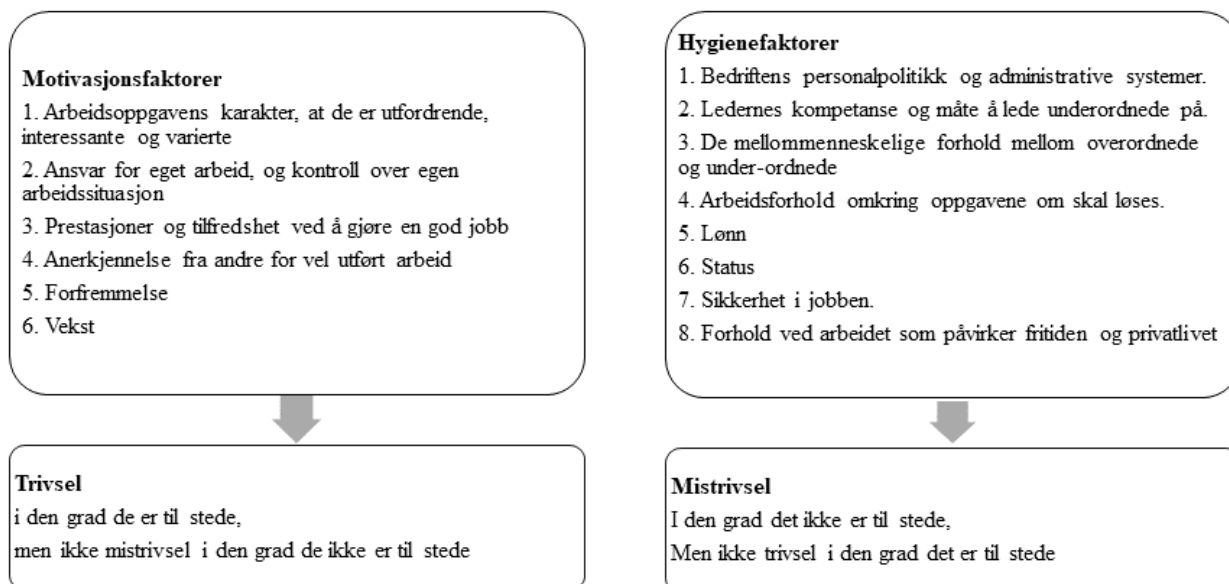 Motivasjonsfaktorer
1. Arbeidsoppgavens karakter, at de er utfordrende,
interessante og varierte
2. Ansvar for eget arbeid, og kontroll over egen
arbeidssituasjon
3. Prestasjoner og tilfredshet ved å gjøre en god jobb
4. Anerkjennelse fra andre for vel utført arbeid
5. Forfremmelse
6. Vekst
Hygienefaktorer
1. Bedriftens personalpolitikk og administrative systemer.
2. Ledernes kompetanse og måte å lede underordnede på.
3. De mellommenneskelige forhold mellom overordnede
og under-ordnede
4. Arbeidsforhold omkring oppgavene om skal løses.
5. Lønn
6. Status
7. Sikkerhet i jobben.
8. Forhold ved arbeidet som påvirker fritiden og privatlivet
Trivsel
i den grad de er til stede,
men ikke mistrivsel i den grad de ikke er til stede
Mistrivsel
I den grad det ikke er til stede,
Men ikke trivsel i den grad det er til stede